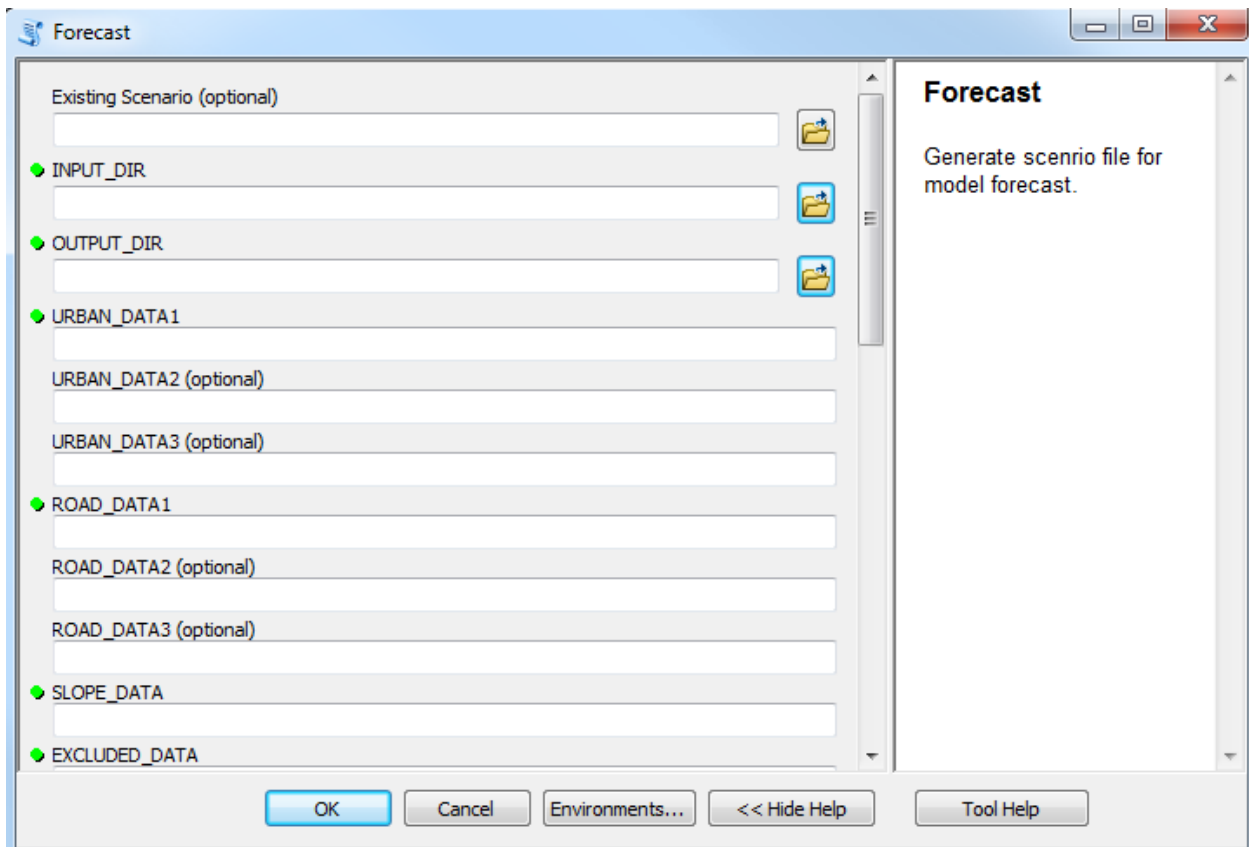 Forecast
Existing Scenario (optional)
INPUT_DIR
OUTPUT_DIR
URBAN_DATA1
URBAN_DATA2 (optional)
URBAN_DATA3 (optional)
ROAD_DATA1
ROAD_DATA2 (optional)
ROAD_DATA3 (optional)
SLOPE_DATA
EXCLUDED_DATA
Forecast
Generate scenrio file for
model forecast.
OK
Cancel
Environments...
<< Hide Help
Tool Help